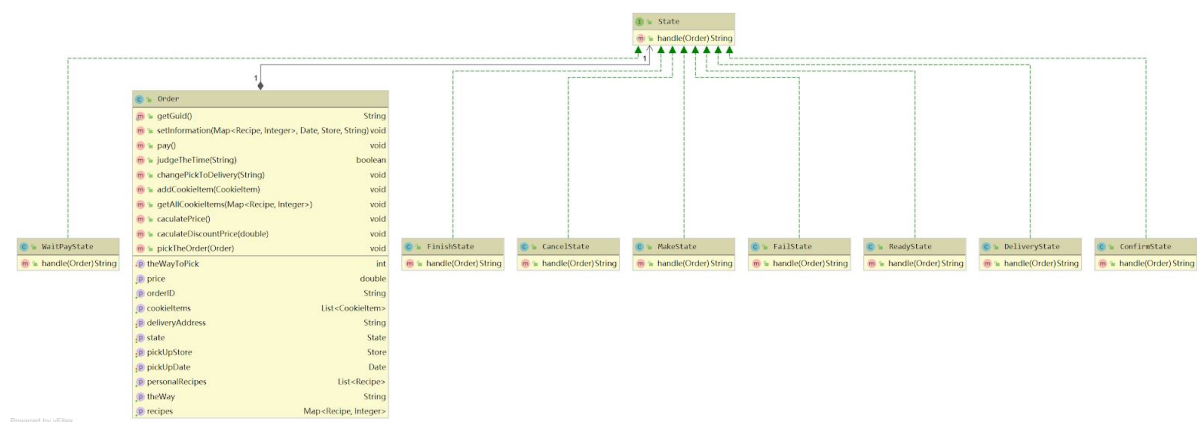 I State
m handle(Order) String
1
1
C Order
m getGuid() String
m setInformation(Map<Recipe, Integer>, Date, Store, String) void
m pay() void
m judgeTheTime(String) boolean
m changePickToDelivery(String) void
m addCookieItem(CookieItem) void
m getAllCookieItems(Map<Recipe, Integer>) void
m caculatePrice() void
m caculateDiscountPrice(double) void
m pickTheOrder(Order) void
p theWayToPick int
p price double
p orderID String
p cookieItems List<CookieItem>
p deliveryAddress String
p state State
p pickUpStore Store
p pickUpDate Date
p personalRecipes List<Recipe>
p theWay String
p recipes Map<Recipe, Integer>
C WaitPayState
m handle(Order) String
C FinishState
m handle(Order) String
C CancelState
m handle(Order) String
C MakeState
m handle(Order) String
C FailState
m handle(Order) String
C ReadyState
m handle(Order) String
C DeliveryState
m handle(Order) String
C ConfirmState
m handle(Order) String
Powered by yFiles